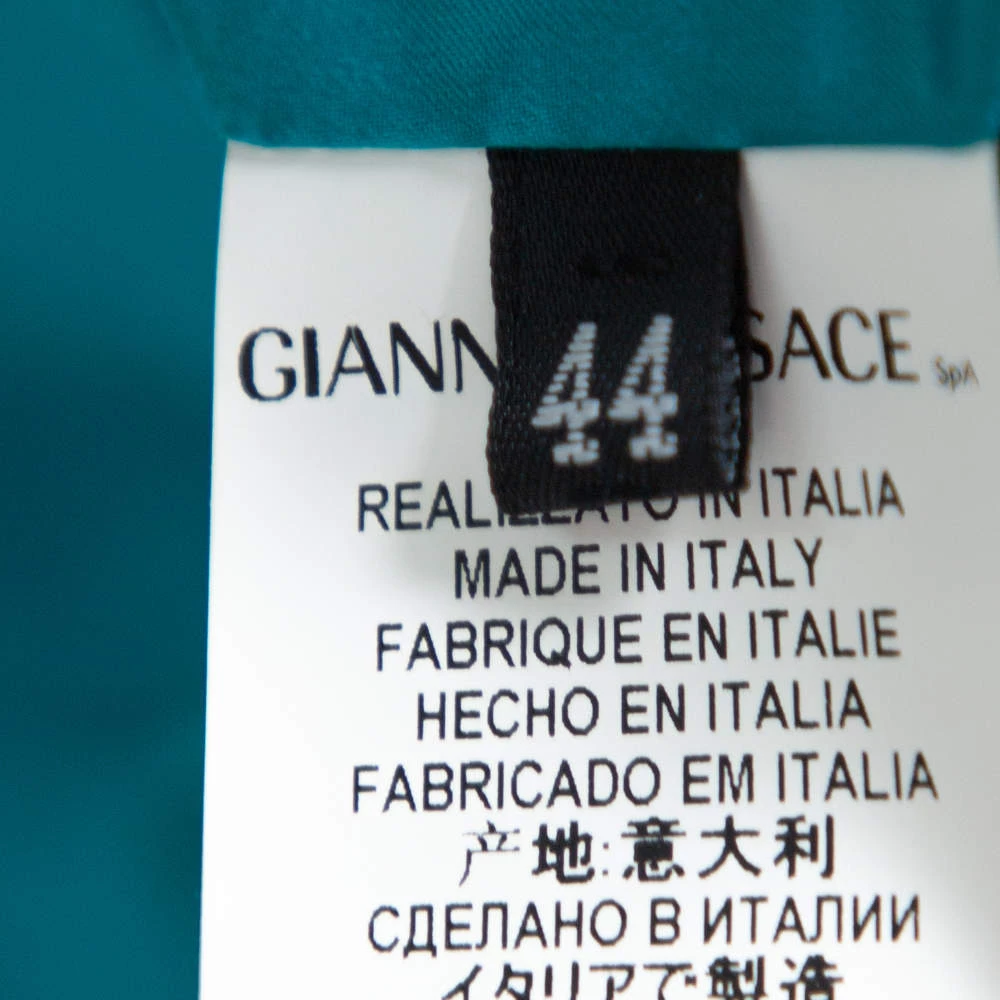 GIANN SACE SpA
44
REALIZZATO IN ITALIA
MADE IN ITALY
FABRIQUE EN ITALIE
HECHO EN ITALIA
FABRICADO EM ITALIA
产地:意大利
СДЕЛАНО В ИТАЛИИ
イタリアで製造